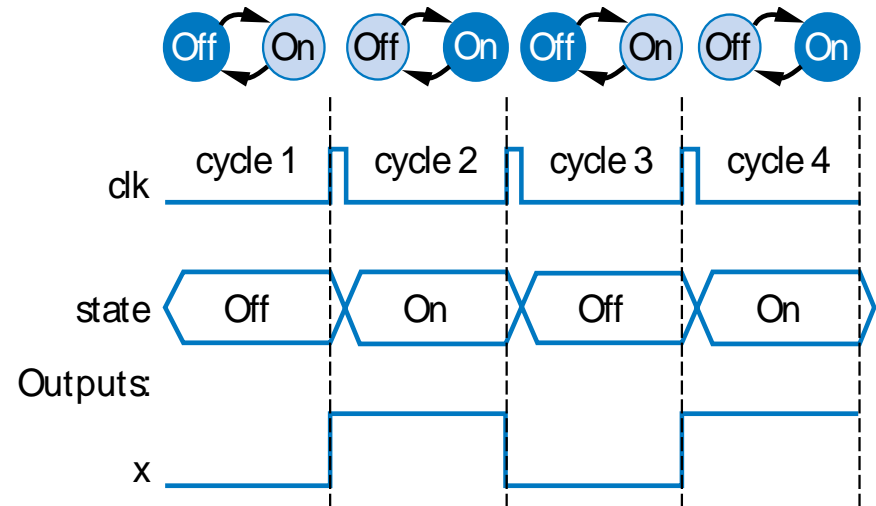 Off On Off On Off On Off On
cycle 1 cycle 2 cycle 3 cycle 4
clk
state Off On Off On
Outputs:
x